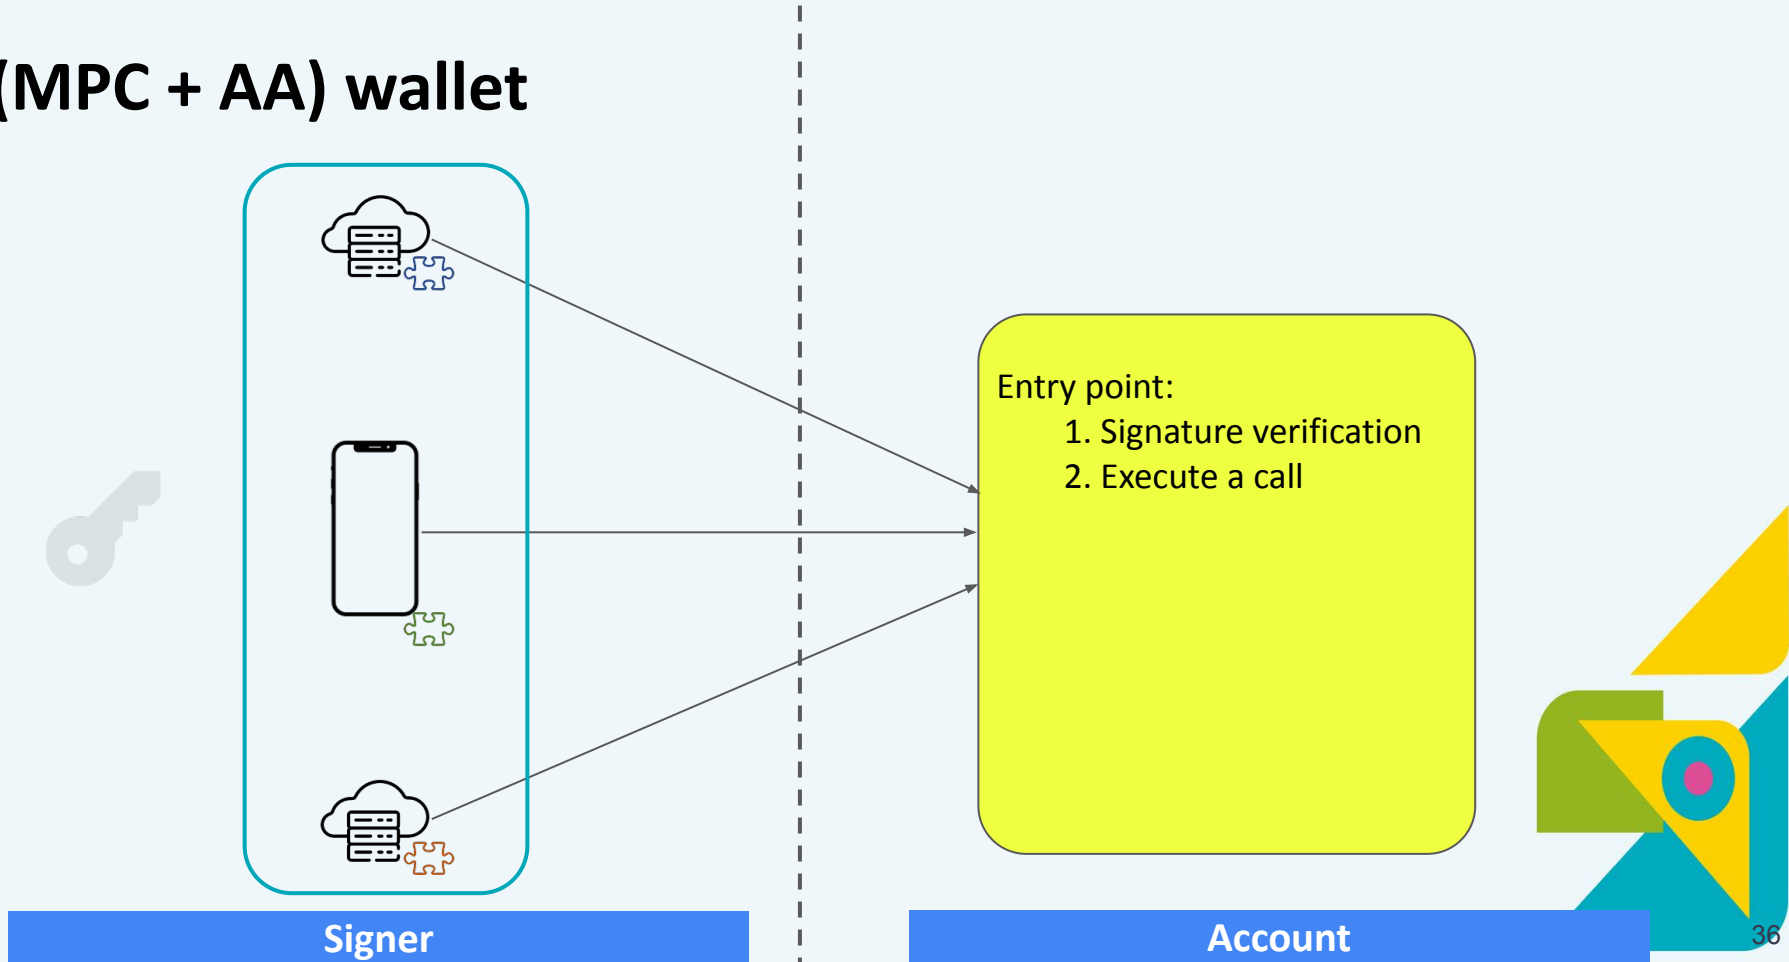 (MPC + AA) wallet
Entry point:
1. Signature verification
2. Execute a call
Signer
Account
36